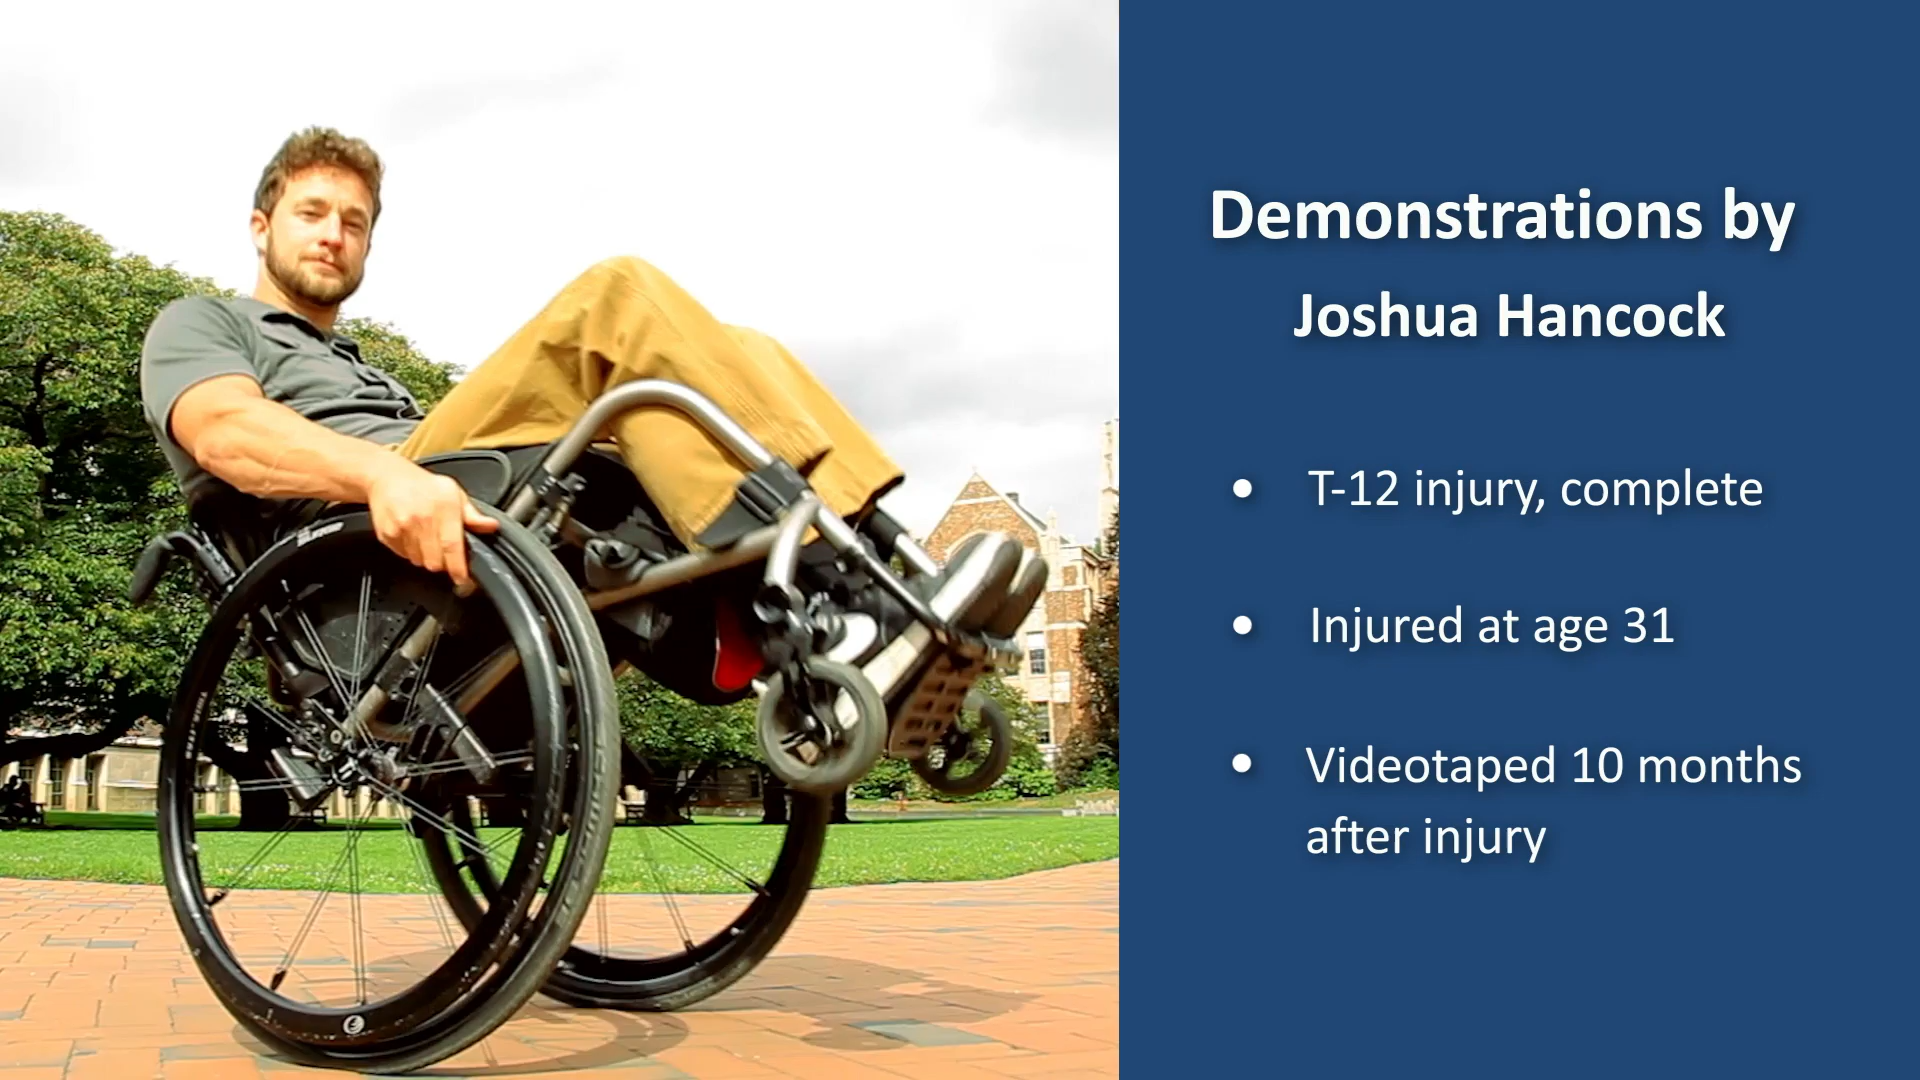 Demonstrations by
Joshua Hancock
• T-12 injury, complete
• Injured at age 31
• Videotaped 10 months
after injury